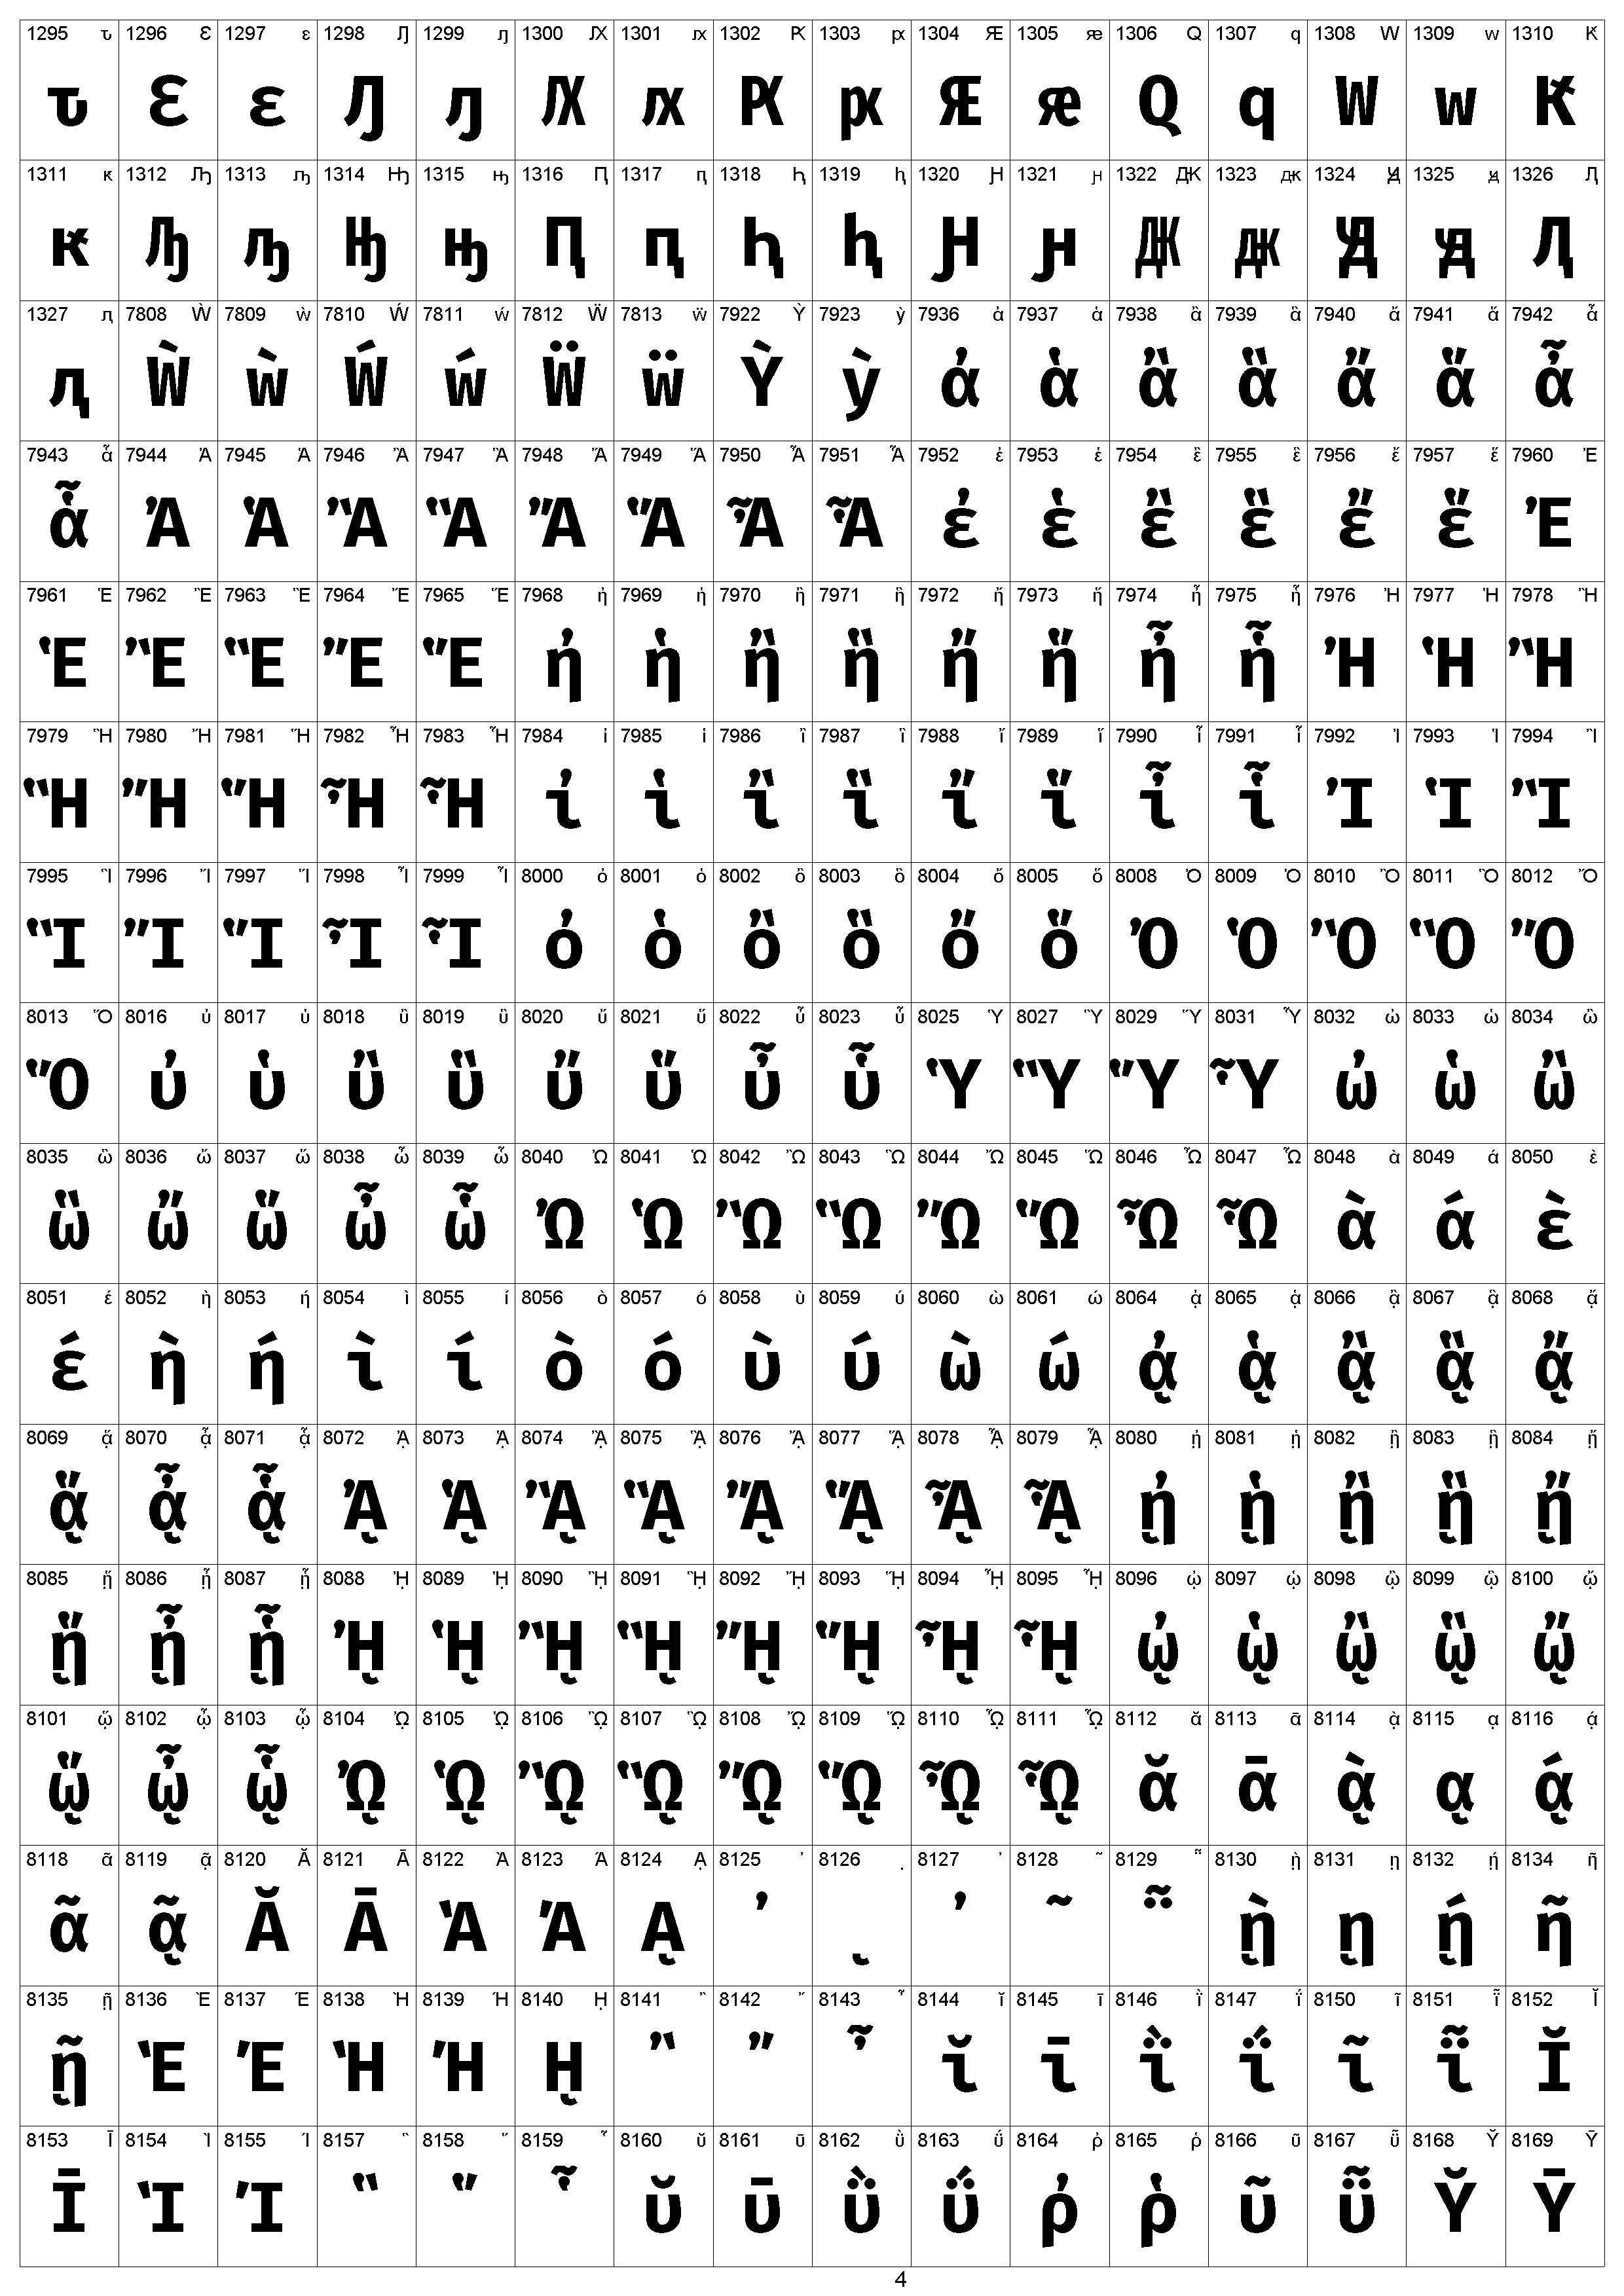 1295 ԏ 1296 Ԑ 1297 ԑ 1298 Ԓ 1299 ԓ 1300 Ԕ 1301 ԕ 1302 Ԗ 1303 ԗ 1304 Ԙ 1305 ԙ 1306 Ԛ 1307 ԛ 1308 Ԝ 1309 ԝ 1310 Ԟ
ԏ Ԑ ԑ Ԓ ԓ Ԕ ԕ Ԗ ԗ Ԙ ԙ Ԛ ԛ Ԝ ԝ Ԟ
1311 ԟ 1312 Ԡ 1313 ԡ 1314 Ԣ 1315 ԣ 1316 Ԥ 1317 ԥ 1318 Ԧ 1319 ԧ 1320 Ԩ 1321 ԩ 1322 Ԫ 1323 ԫ 1324 Ԭ 1325 ԭ 1326 Ԯ
ԟ Ԡ ԡ Ԣ ԣ Ԥ ԥ Ԧ ԧ Ԩ ԩ Ԫ ԫ Ԭ ԭ Ԯ
1327 ԯ 7808 Ẁ 7809 ẁ 7810 Ẃ 7811 ẃ 7812 Ẅ 7813 ẅ 7922 Ỳ 7923 ỳ 7936 ἀ 7937 ἁ 7938 ἂ 7939 ἃ 7940 ἄ 7941 ἅ 7942 ἆ
ԯ Ẁ ẁ Ẃ ẃ Ẅ ẅ Ỳ ỳ ἀ ἁ ἂ ἃ ἄ ἅ ἆ
7943 ἇ 7944 Ἀ 7945 Ἁ 7946 Ἂ 7947 Ἃ 7948 Ἄ 7949 Ἅ 7950 Ἆ 7951 Ἇ 7952 ἐ 7953 ἑ 7954 ἒ 7955 ἓ 7956 ἔ 7957 ἕ 7960 Ἐ
ἇ Ἀ Ἁ Ἂ Ἃ Ἄ Ἅ Ἆ Ἇ ἐ ἑ ἒ ἓ ἔ ἕ Ἐ
7961 Ἑ 7962 Ἒ 7963 Ἓ 7964 Ἔ 7965 Ἕ 7968 ἠ 7969 ἡ 7970 ἢ 7971 ἣ 7972 ἤ 7973 ἥ 7974 ἦ 7975 ἧ 7976 Ἠ 7977 Ἡ 7978 Ἢ
Ἑ Ἒ Ἓ Ἔ Ἕ ἠ ἡ ἢ ἣ ἤ ἥ ἦ ἧ Ἠ Ἡ Ἢ
7979 Ἣ 7980 Ἤ 7981 Ἥ 7982 Ἦ 7983 Ἧ 7984 ἰ 7985 ἱ 7986 ἲ 7987 ἳ 7988 ἴ 7989 ἵ 7990 ἶ 7991 ἷ 7992 Ἰ 7993 Ἱ 7994 Ἲ
Ἣ Ἤ Ἥ Ἦ Ἧ ἰ ἱ ἲ ἳ ἴ ἵ ἶ ἷ Ἰ Ἱ Ἲ
7995 Ἳ 7996 Ἴ 7997 Ἵ 7998 Ἶ 7999 Ἷ 8000 ὀ 8001 ὁ 8002 ὂ 8003 ὃ 8004 ὄ 8005 ὅ 8008 Ὀ 8009 Ὁ 8010 Ὂ 8011 Ὃ 8012 Ὄ
Ἳ Ἴ Ἵ Ἶ Ἷ ὀ ὁ ὂ ὃ ὄ ὅ Ὀ Ὁ Ὂ Ὃ Ὄ
8013 Ὅ 8016 ὐ 8017 ὑ 8018 ὒ 8019 ὓ 8020 ὔ 8021 ὕ 8022 ὖ 8023 ὗ 8025 Ὑ 8027 Ὓ 8029 Ὕ 8031 Ὗ 8032 ὠ 8033 ὡ 8034 ὢ
Ὅ ὐ ὑ ὒ ὓ ὔ ὕ ὖ ὗ Ὑ Ὓ Ὕ Ὗ ὠ ὡ ὢ
8035 ὣ 8036 ὤ 8037 ὥ 8038 ὦ 8039 ὧ 8040 Ὠ 8041 Ὡ 8042 Ὢ 8043 Ὣ 8044 Ὤ 8045 Ὥ 8046 Ὦ 8047 Ὧ 8048 ὰ 8049 ά 8050 ὲ
ὣ ὤ ὥ ὦ ὧ Ὠ Ὡ Ὢ Ὣ Ὤ Ὥ Ὦ Ὧ ὰ ά ὲ
8051 έ 8052 ὴ 8053 ή 8054 ὶ 8055 ί 8056 ὸ 8057 ό 8058 ὺ 8059 ύ 8060 ὼ 8061 ώ 8064 ᾀ 8065 ᾁ 8066 ᾂ 8067 ᾃ 8068 ᾄ
έ ὴ ή ὶ ί ὸ ό ὺ ύ ὼ ώ ᾀ ᾁ ᾂ ᾃ ᾄ
8069 ᾅ 8070 ᾆ 8071 ᾇ 8072 ᾈ 8073 ᾉ 8074 ᾊ 8075 ᾋ 8076 ᾌ 8077 ᾍ 8078 ᾎ 8079 ᾏ 8080 ᾐ 8081 ᾑ 8082 ᾒ 8083 ᾓ 8084 ᾔ
ᾅ ᾆ ᾇ ᾈ ᾉ ᾊ ᾋ ᾌ ᾍ ᾎ ᾏ ᾐ ᾑ ᾒ ᾓ ᾔ
8085 ᾕ 8086 ᾖ 8087 ᾗ 8088 ᾘ 8089 ᾙ 8090 ᾚ 8091 ᾛ 8092 ᾜ 8093 ᾝ 8094 ᾞ 8095 ᾟ 8096 ᾠ 8097 ᾡ 8098 ᾢ 8099 ᾣ 8100 ᾤ
ᾕ ᾖ ᾗ ᾘ ᾙ ᾚ ᾛ ᾜ ᾝ ᾞ ᾟ ᾠ ᾡ ᾢ ᾣ ᾤ
8101 ᾥ 8102 ᾦ 8103 ᾧ 8104 ᾨ 8105 ᾩ 8106 ᾪ 8107 ᾫ 8108 ᾬ 8109 ᾭ 8110 ᾮ 8111 ᾯ 8112 ᾰ 8113 ᾱ 8114 ᾲ 8115 ᾳ 8116 ᾴ
ᾥ ᾦ ᾧ ᾨ ᾩ ᾪ ᾫ ᾬ ᾭ ᾮ ᾯ ᾰ ᾱ ᾲ ᾳ ᾴ
8118 ᾶ 8119 ᾷ 8120 Ᾰ 8121 Ᾱ 8122 Ὰ 8123 Ά 8124 ᾼ 8125 ᾽ 8126 ι 8127 ᾿ 8128 ῀ 8129 ῁ 8130 ῂ 8131 ῃ 8132 ῄ 8134 ῆ
ᾶ ᾷ Ᾰ Ᾱ Ὰ Ά ᾼ ᾽ ι ᾿ ῀ ῁ ῂ ῃ ῄ ῆ
8135 ῇ 8136 Ὲ 8137 Έ 8138 Ὴ 8139 Ή 8140 ῌ 8141 ῍ 8142 ῎ 8143 ῏ 8144 ῐ 8145 ῑ 8146 ῒ 8147 ΐ 8150 ῖ 8151 ῗ 8152 Ῐ
ῇ Ὲ Έ Ὴ Ή ῌ ῍ ῎ ῏ ῐ ῑ ῒ ΐ ῖ ῗ Ῐ
8153 Ῑ 8154 Ὶ 8155 Ί 8157 ῝ 8158 ῞ 8159 ῟ 8160 ῠ 8161 ῡ 8162 ῢ 8163 ΰ 8164 ῤ 8165 ῥ 8166 ῦ 8167 ῧ 8168 Ῠ 8169 Ῡ
Ῑ Ὶ Ί ῝ ῞ ῟ ῠ ῡ ῢ ΰ ῤ ῥ ῦ ῧ Ῠ Ῡ
4